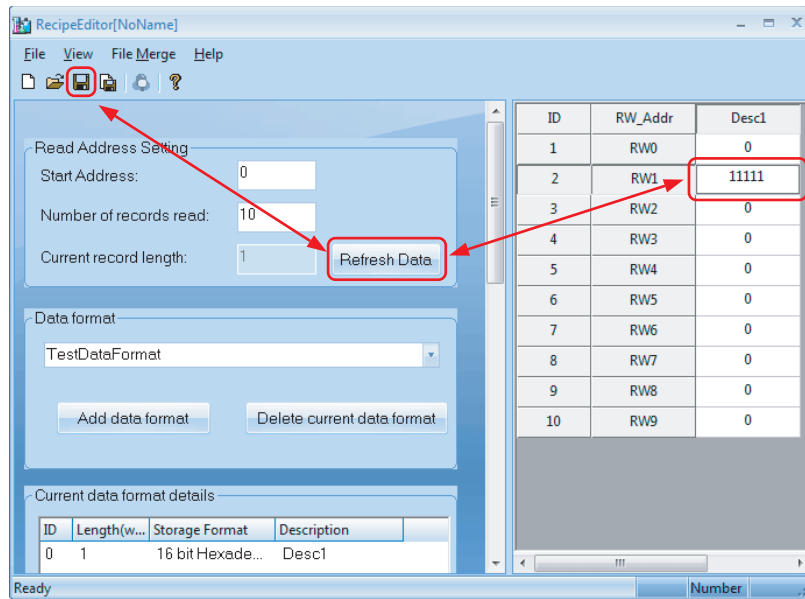 RecipeEditor[NoName]
File View File Merge Help
Read Address Setting
Start Address: 0
Number of records read: 10
Current record length: 1 Refresh Data
Data format
TestDataFormat
Add data format Delete current data format
Current data format details
ID Length(w... Storage Format Description
0 1 16 bit Hexade... Desc1
ID RW_Addr Desc1
1 RW0 0
2 RW1 11111
3 RW2 0
4 RW3 0
5 RW4 0
6 RW5 0
7 RW6 0
8 RW7 0
9 RW8 0
10 RW9 0
Ready Number